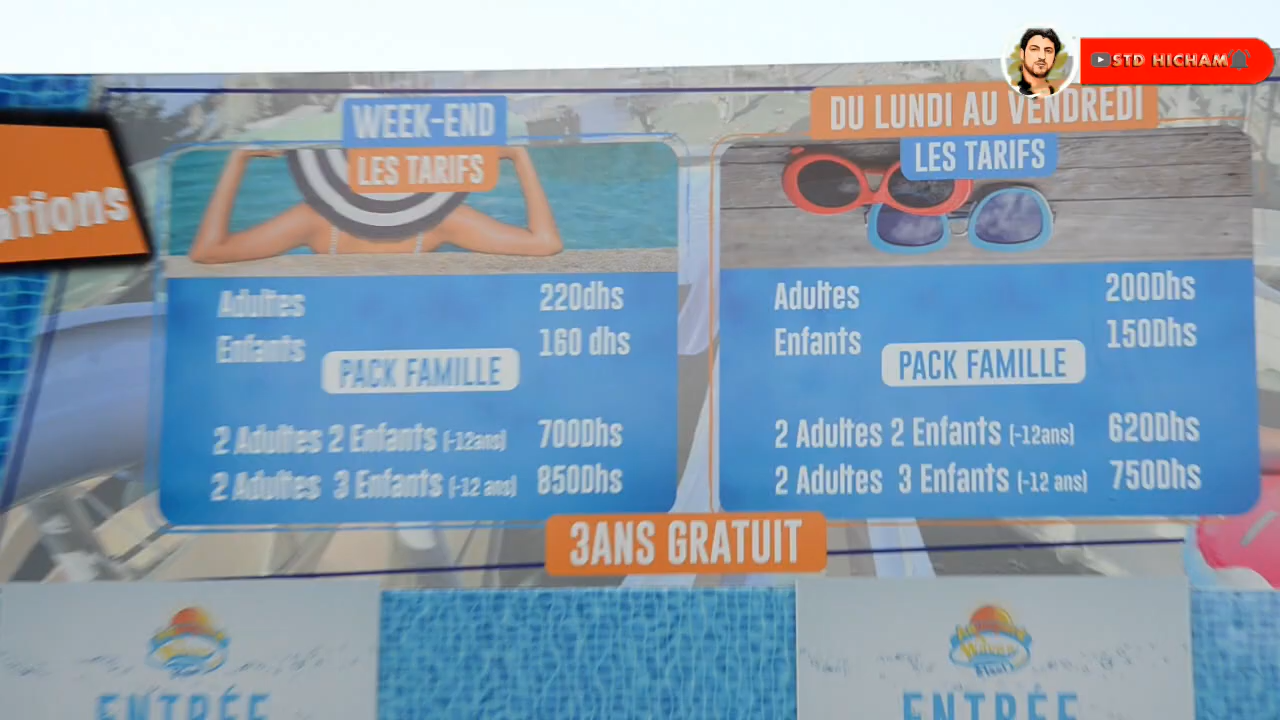 STD HICHAM
ations
WEEK-END
LES TARIFS
Adultes 220dhs
Enfants 160 dhs
PACK FAMILLE
2 Adultes 2 Enfants (-12ans) 700Dhs
2 Adultes 3 Enfants (-12 ans) 850Dhs
DU LUNDI AU VENDREDI
LES TARIFS
Adultes 200Dhs
Enfants 150Dhs
PACK FAMILLE
2 Adultes 2 Enfants (-12ans) 620Dhs
2 Adultes 3 Enfants (-12 ans) 750Dhs
3ANS GRATUIT
ENTRÉE
ENTRÉE